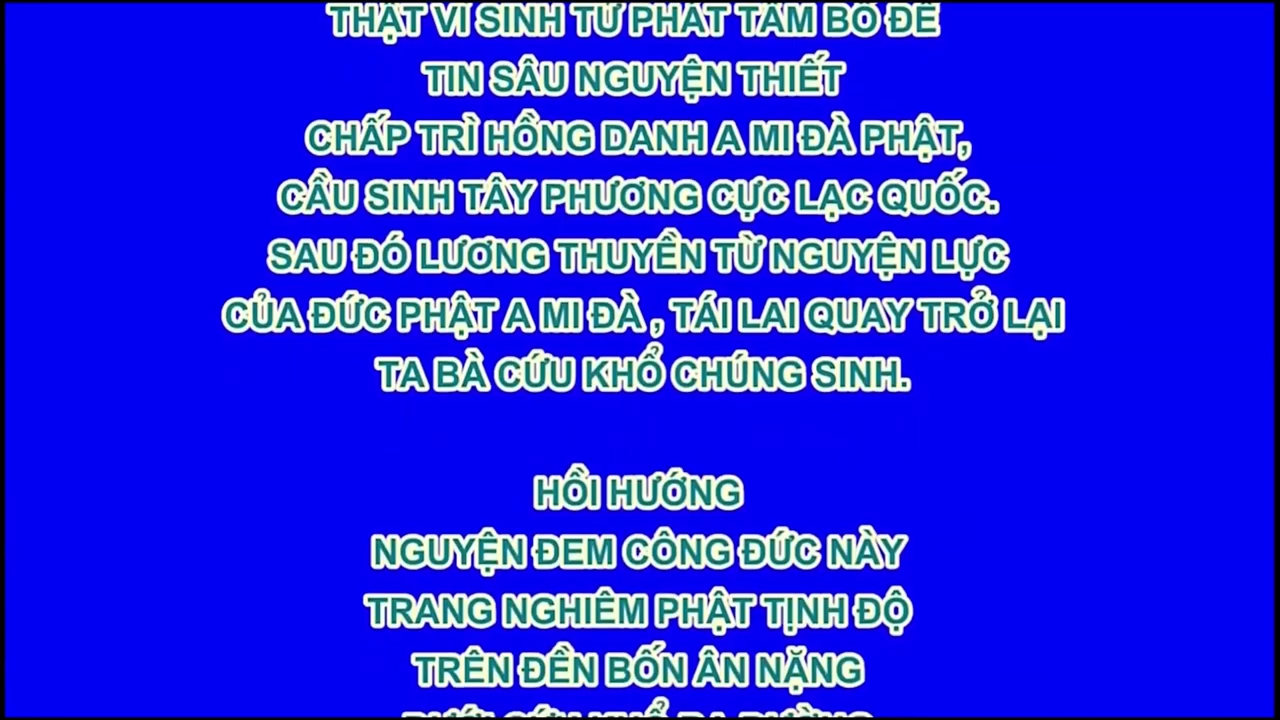 THẬT VÌ SINH TỬ PHÁT TÂM BỒ ĐỀ
TIN SÂU NGUYỆN THIẾT
CHẤP TRÌ HỒNG DANH A MI ĐÀ PHẬT,
CẦU SINH TÂY PHƯƠNG CỰC LẠC QUỐC.
SAU ĐÓ LƯƠNG THUYỀN TỪ NGUYỆN LỰC
CỦA ĐỨC PHẬT A MI ĐÀ , TÁI LAI QUAY TRỞ LẠI
TA BÀ CỨU KHỔ CHÚNG SINH.
HỒI HƯỚNG
NGUYỆN ĐEM CÔNG ĐỨC NÀY
TRANG NGHIÊM PHẬT TỊNH ĐỘ
TRÊN ĐỀN BỐN ÂN NẶNG